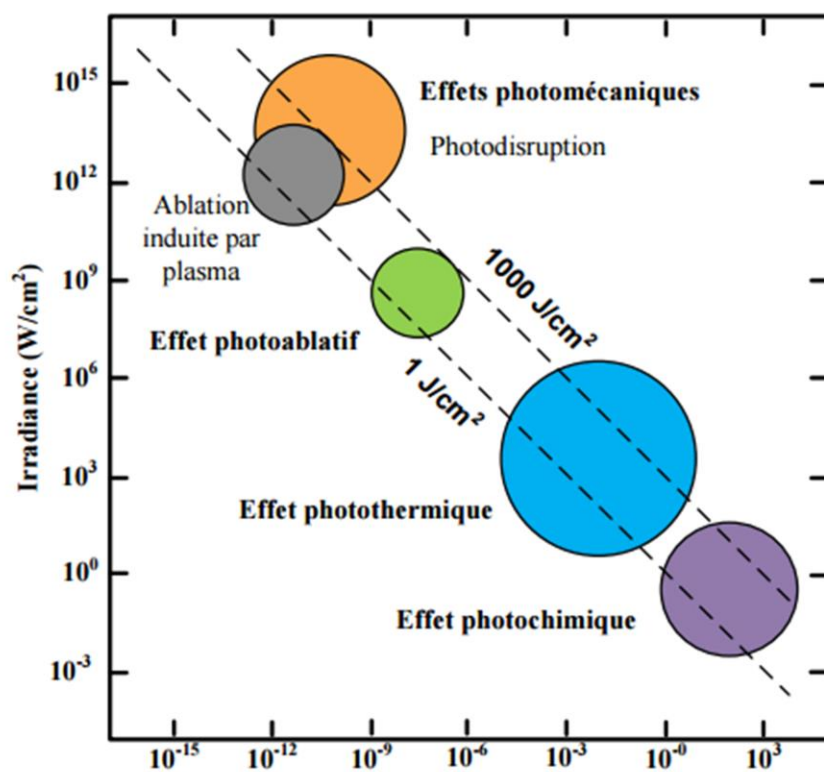 10¹⁵
Effets photomécaniques
Photodisruption
10¹²
Ablation
induite par
plasma
10⁹
1000 J/cm²
Effet photoablatif
10⁶
1 J/cm²
Irradiance (W/cm²)
10³
Effet photothermique
10⁰
Effet photochimique
10⁻³
10⁻¹⁵ 10⁻¹² 10⁻⁹ 10⁻⁶ 10⁻³ 10⁻⁰ 10³